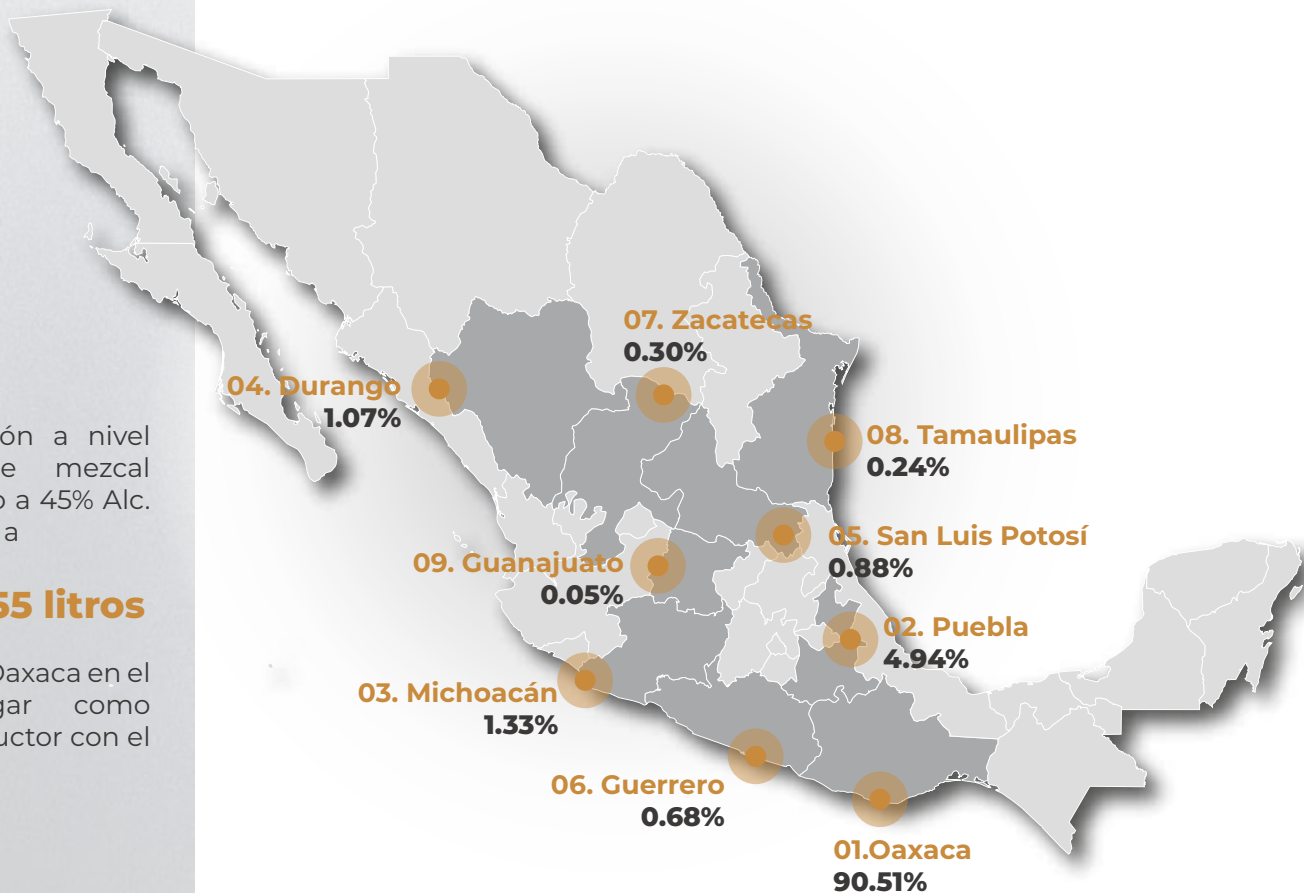 ón a nivel
e mezcal
o a 45% Alc.
a
55 litros
Oaxaca en el
gar como
uctor con el
07. Zacatecas
0.30%
04. Durango
1.07%
08. Tamaulipas
0.24%
05. San Luis Potosí
0.88%
09. Guanajuato
0.05%
02. Puebla
4.94%
03. Michoacán
1.33%
06. Guerrero
0.68%
01.Oaxaca
90.51%